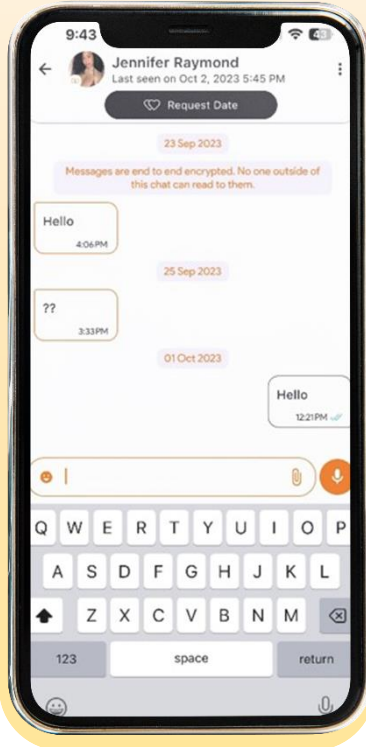 9:43
43
Jennifer Raymond
Last seen on Oct 2, 2023 5:45 PM
Request Date
23 Sep 2023
Messages are end to end encrypted. No one outside of
this chat can read to them.
Hello
4:06PM
25 Sep 2023
??
3:33PM
01 Oct 2023
Hello
12:21PM
Q W E R T Y U I O P
A S D F G H J K L
Z X C V B N M
123 space return